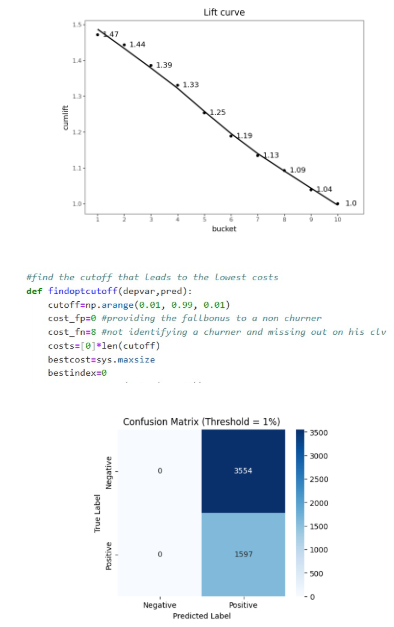 Lift curve
1.5
1.4
1.3
1.2
1.1
1.0
cumlift
1.47
1.44
1.39
1.33
1.25
1.19
1.13
1.09
1.04
1.0
1 2 3 4 5 6 7 8 9 10
bucket
#find the cutoff that leads to the lowest costs
def findoptcutoff(depvar,pred):
cutoff=np.arange(0.01, 0.99, 0.01)
cost_fp=0 #providing the fallbonus to a non churner
cost_fn=8 #not identifying a churner and missing out on his clv
costs=[0]*len(cutoff)
bestcost=sys.maxsize
bestindex=0
Confusion Matrix (Threshold = 1%)
True Label
Negative
0 3554
Positive
0 1597
Negative Positive
Predicted Label
3500
3000
2500
2000
1500
1000
500
0